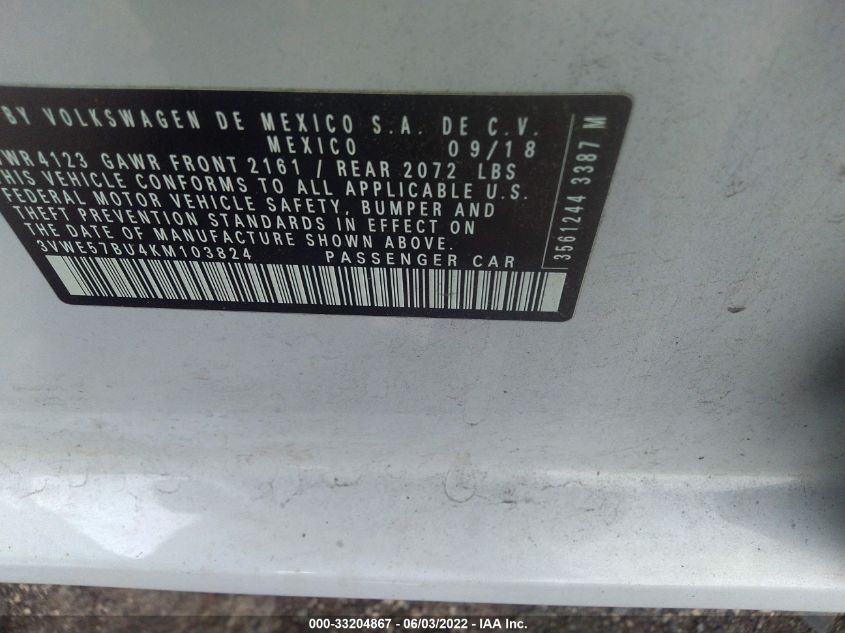 BY VOLKSWAGEN DE MEXICO S.A. DE C.V.
MEXICO 09/18
GAWR FRONT 2161 / REAR 2072 LBS
THIS VEHICLE CONFORMS TO ALL APPLICABLE U.S.
FEDERAL MOTOR VEHICLE SAFETY, BUMPER AND
THEFT PREVENTION STANDARDS IN EFFECT ON
THE DATE OF MANUFACTURE SHOWN ABOVE.
3VWE57BU4KM103824 PASSENGER CAR
3561244 3387 M
000-33204867 - 06/03/2022 - IAA Inc.